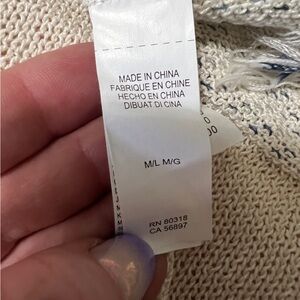 MADE IN CHINA
FABRIQUE EN CHINE
HECHO EN CHINA
DIBUAT DI CINA
M/L M/G
RN 80318
CA 56897